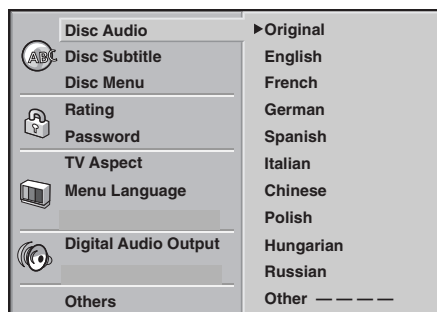 Disc Audio
Disc Subtitle
Disc Menu
Rating
Password
TV Aspect
Menu Language
Digital Audio Output
Others
►Original
English
French
German
Spanish
Italian
Chinese
Polish
Hungarian
Russian
Other — — — —
ABC